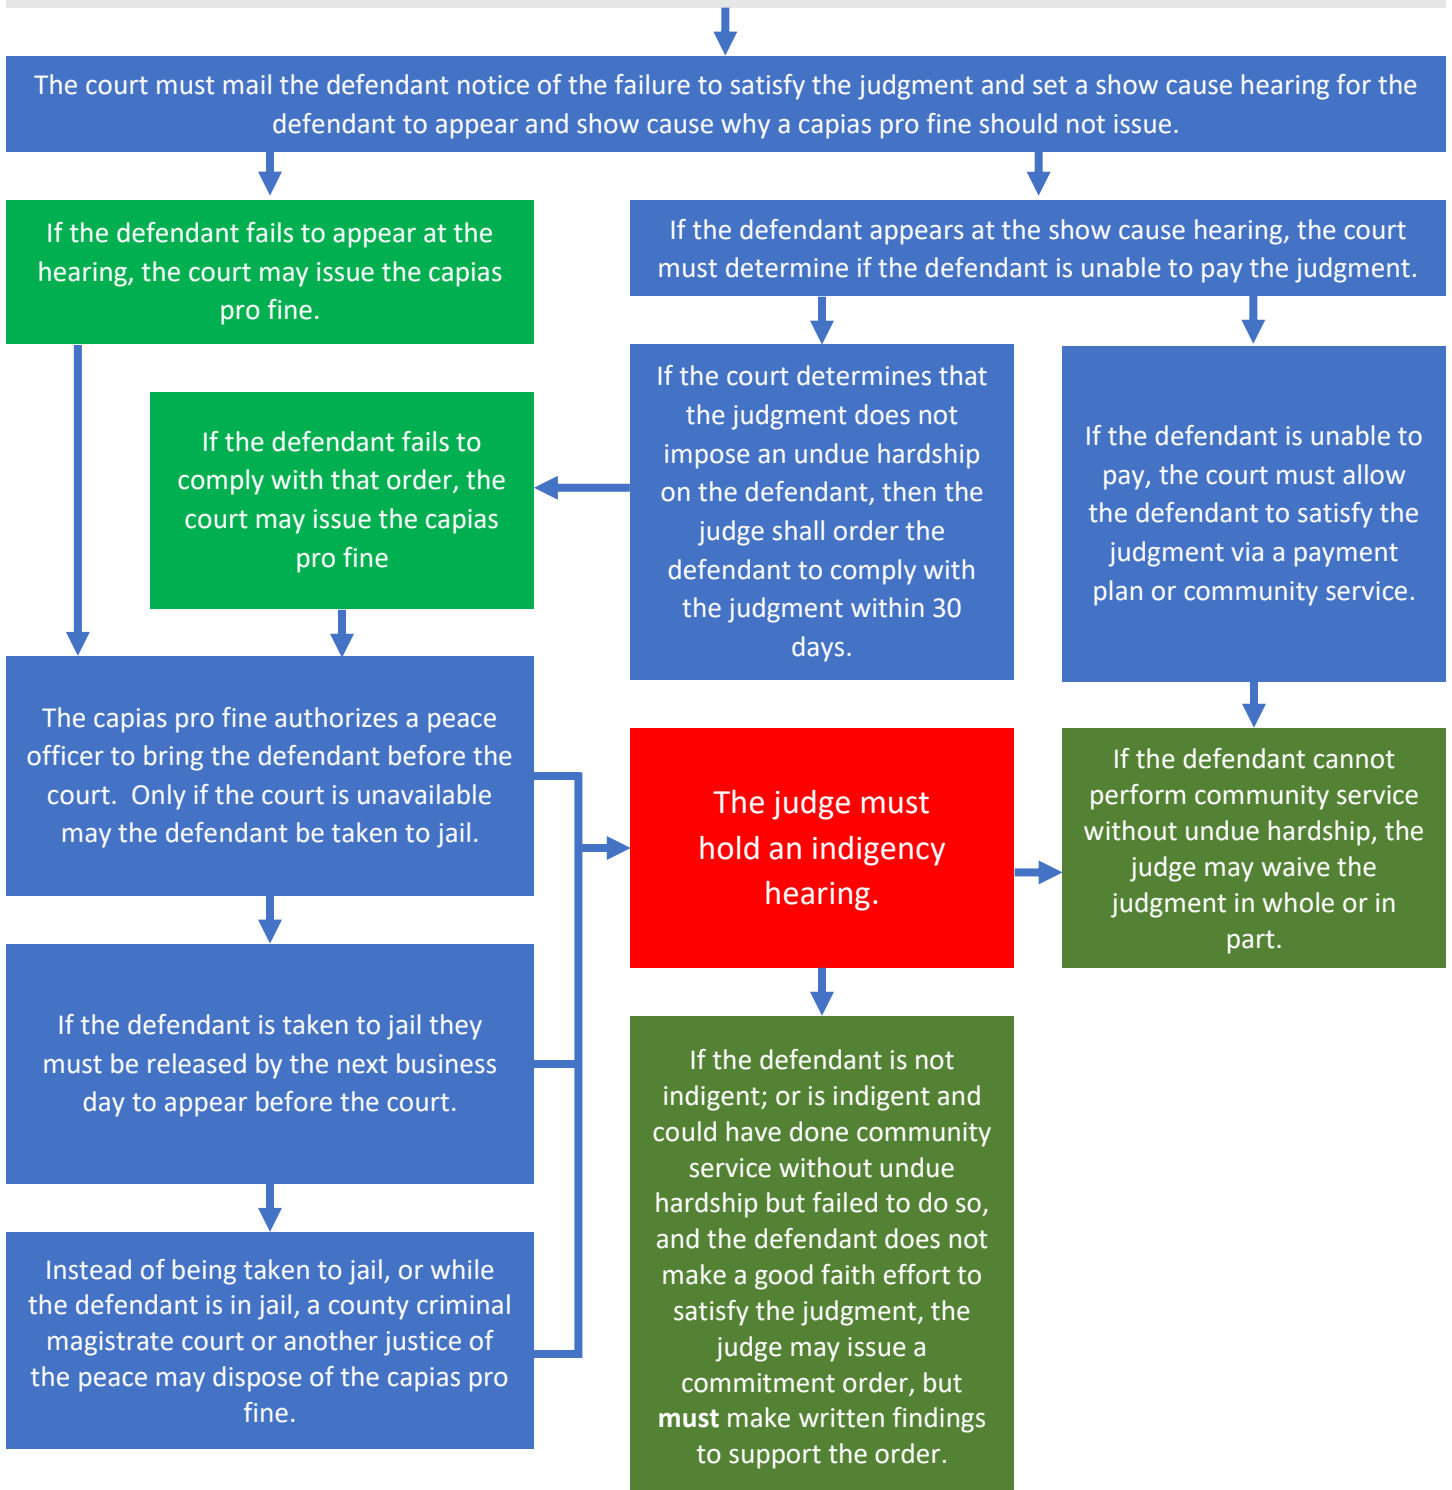 The court must mail the defendant notice of the failure to satisfy the judgment and set a show cause hearing for the
defendant to appear and show cause why a capias pro fine should not issue.
If the defendant fails to appear at the
hearing, the court may issue the capias
pro fine.
If the defendant appears at the show cause hearing, the court
must determine if the defendant is unable to pay the judgment.
If the defendant fails to
comply with that order, the
court may issue the capias
pro fine
If the court determines that
the judgment does not
impose an undue hardship
on the defendant, then the
judge shall order the
defendant to comply with
the judgment within 30
days.
If the defendant is unable to
pay, the court must allow
the defendant to satisfy the
judgment via a payment
plan or community service.
The capias pro fine authorizes a peace
officer to bring the defendant before the
court.  Only if the court is unavailable
may the defendant be taken to jail.
The judge must
hold an indigency
hearing.
If the defendant cannot
perform community service
without undue hardship, the
judge may waive the
judgment in whole or in
part.
If the defendant is taken to jail they
must be released by the next business
day to appear before the court.
If the defendant is not
indigent; or is indigent and
could have done community
service without undue
hardship but failed to do so,
and the defendant does not
make a good faith effort to
satisfy the judgment, the
judge may issue a
commitment order, but
must make written findings
to support the order.
Instead of being taken to jail, or while
the defendant is in jail, a county criminal
magistrate court or another justice of
the peace may dispose of the capias pro
fine.